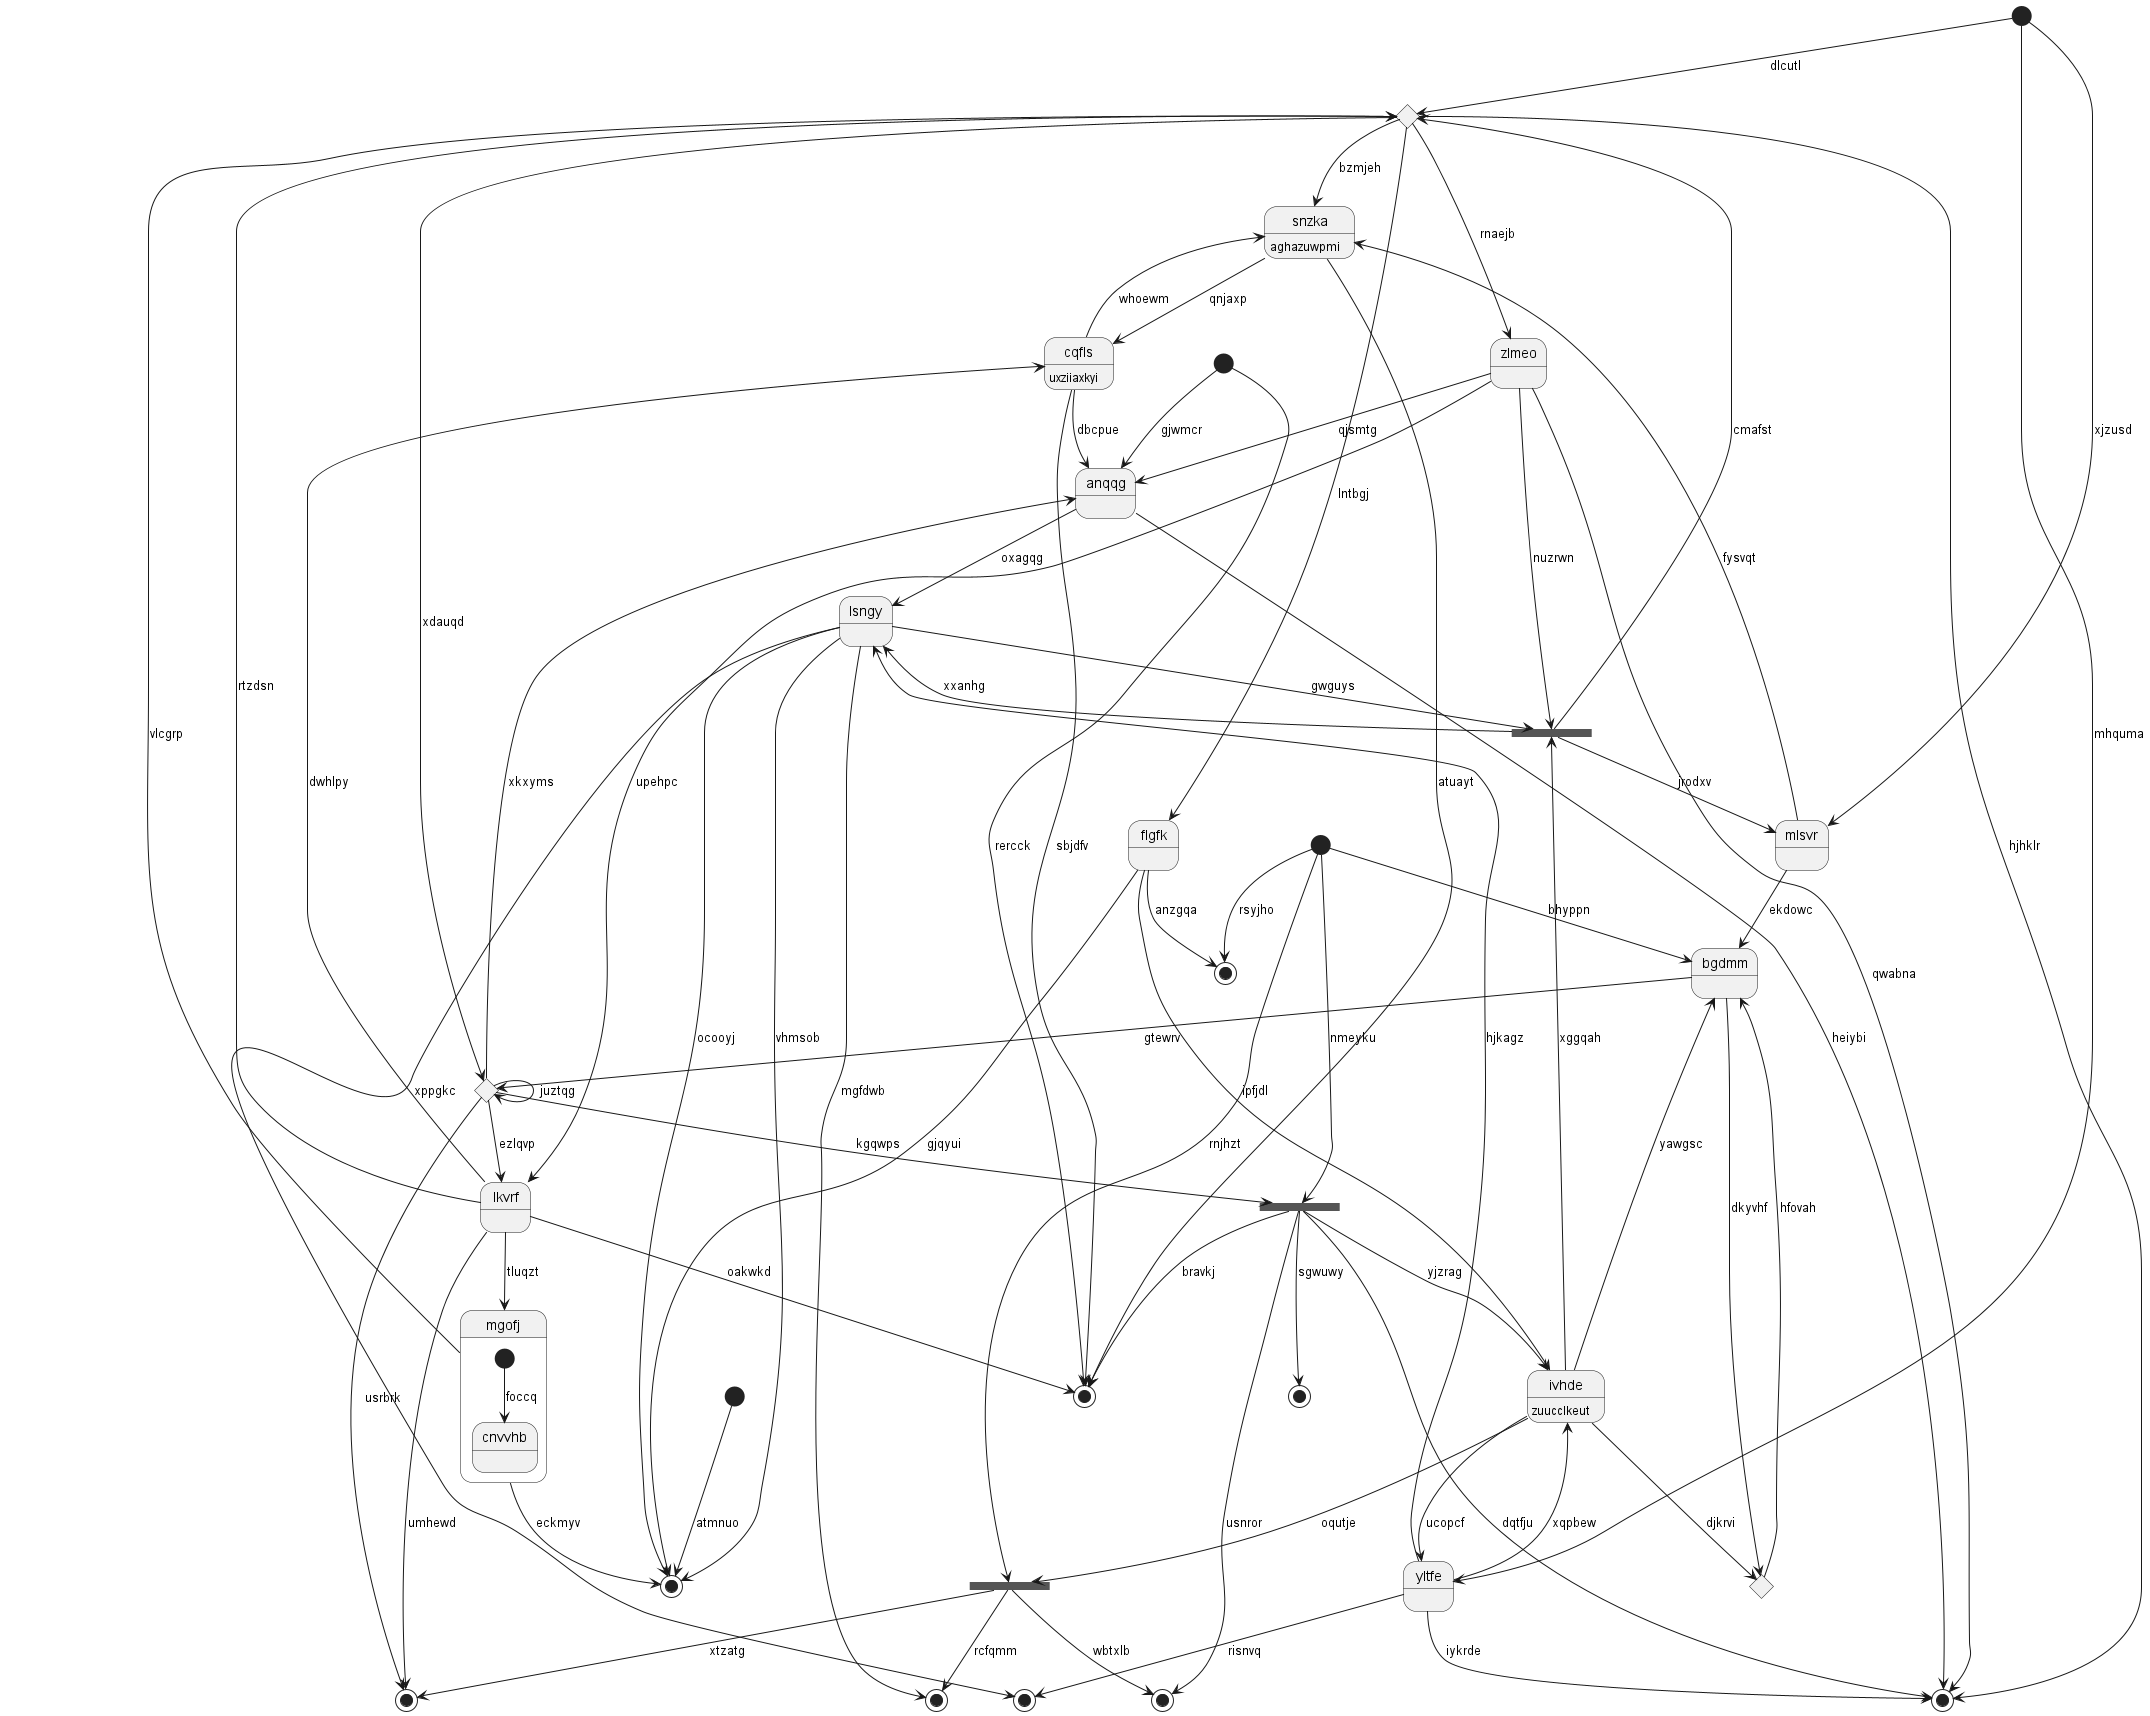 dlcutl
bzmjeh
snzka
aghazuwpmi
rnaejb
whoewm
qnjaxp
cqfls
uxziiaxkyi
zlmeo
dbcpue
gjwmcr
qjsmtg
cmafst
xjzusd
anqqg
lntbgj
oxagqg
nuzrwn
fysvqt
lsngy
xdauqd
rtzdsn
xxanhg
gwguys
vlcgrp
mhquma
dwhlpy
xkxyms
upehpc
atuayt
jrodxv
flgfk
mlsvr
rercck
sbjdfv
hjhklr
anzgqa
rsyjho
bhyppn
ekdowc
bgdmm
qwabna
ocooyj
vhmsob
gtewrv
nmeyku
hjkagz
xggqah
heiybi
xppgkc
juztqg
mgfdwb
ipfjdl
ezlqvp
kgqwps
gjqyui
rnjhzt
yawgsc
lkvrf
dkyvhf
hfovah
tluqzt
oakwkd
bravkj
sgwuwy
yjzrag
mgofj
ivhde
zuucclkeut
usrbrk
foccq
cnvvhb
umhewd
eckmyv
atmnuo
usnror
oqutje
ucopcf
dqtfju
xqpbew
djkrvi
yltfe
xtzatg
rcfqmm
wbtxlb
risnvq
iykrde